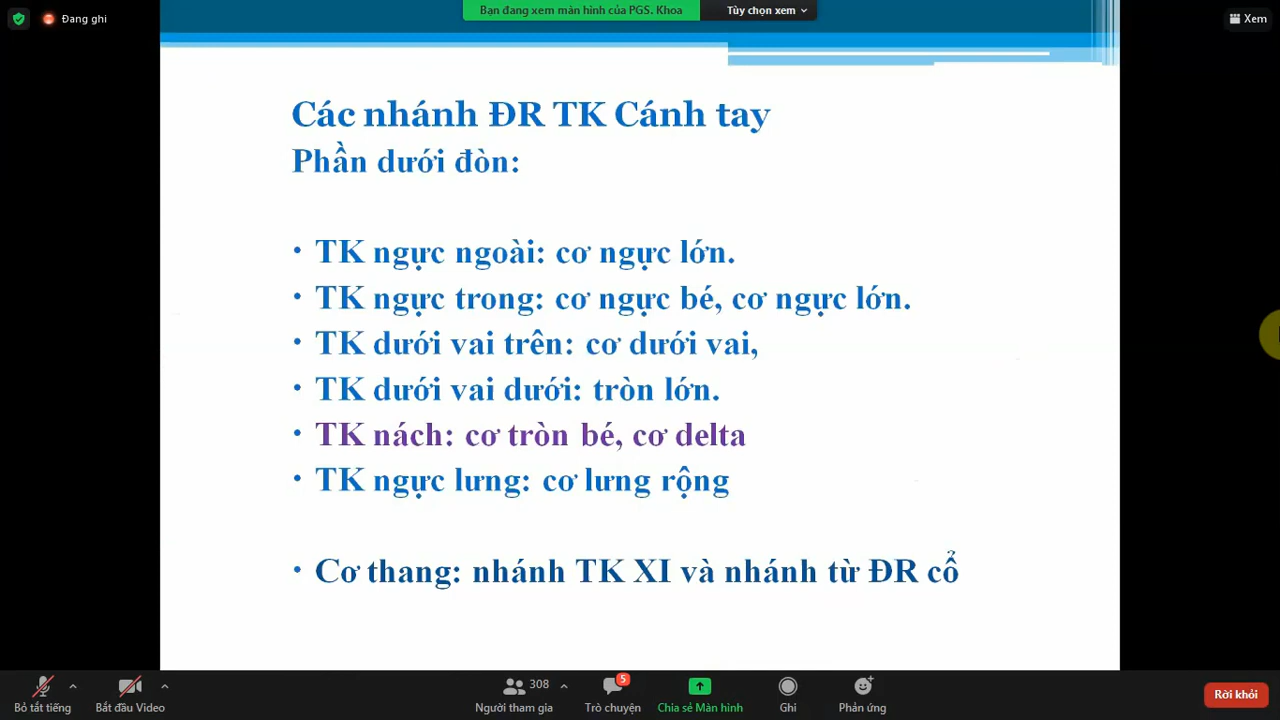 Đang ghi
Bạn đang xem màn hình của PGS. Khoa
Tùy chọn xem
Xem
Các nhánh ĐR TK Cánh tay
Phần dưới đòn:
• TK ngực ngoài: cơ ngực lớn.
• TK ngực trong: cơ ngực bé, cơ ngực lớn.
• TK dưới vai trên: cơ dưới vai,
• TK dưới vai dưới: tròn lớn.
• TK nách: cơ tròn bé, cơ delta
• TK ngực lưng: cơ lưng rộng
• Cơ thang: nhánh TK XI và nhánh từ ĐR cổ
Bỏ tắt tiếng
Bắt đầu Video
308
Người tham gia
5
Trò chuyện
Chia sẻ Màn hình
Ghi
Phản ứng
Rời khỏi